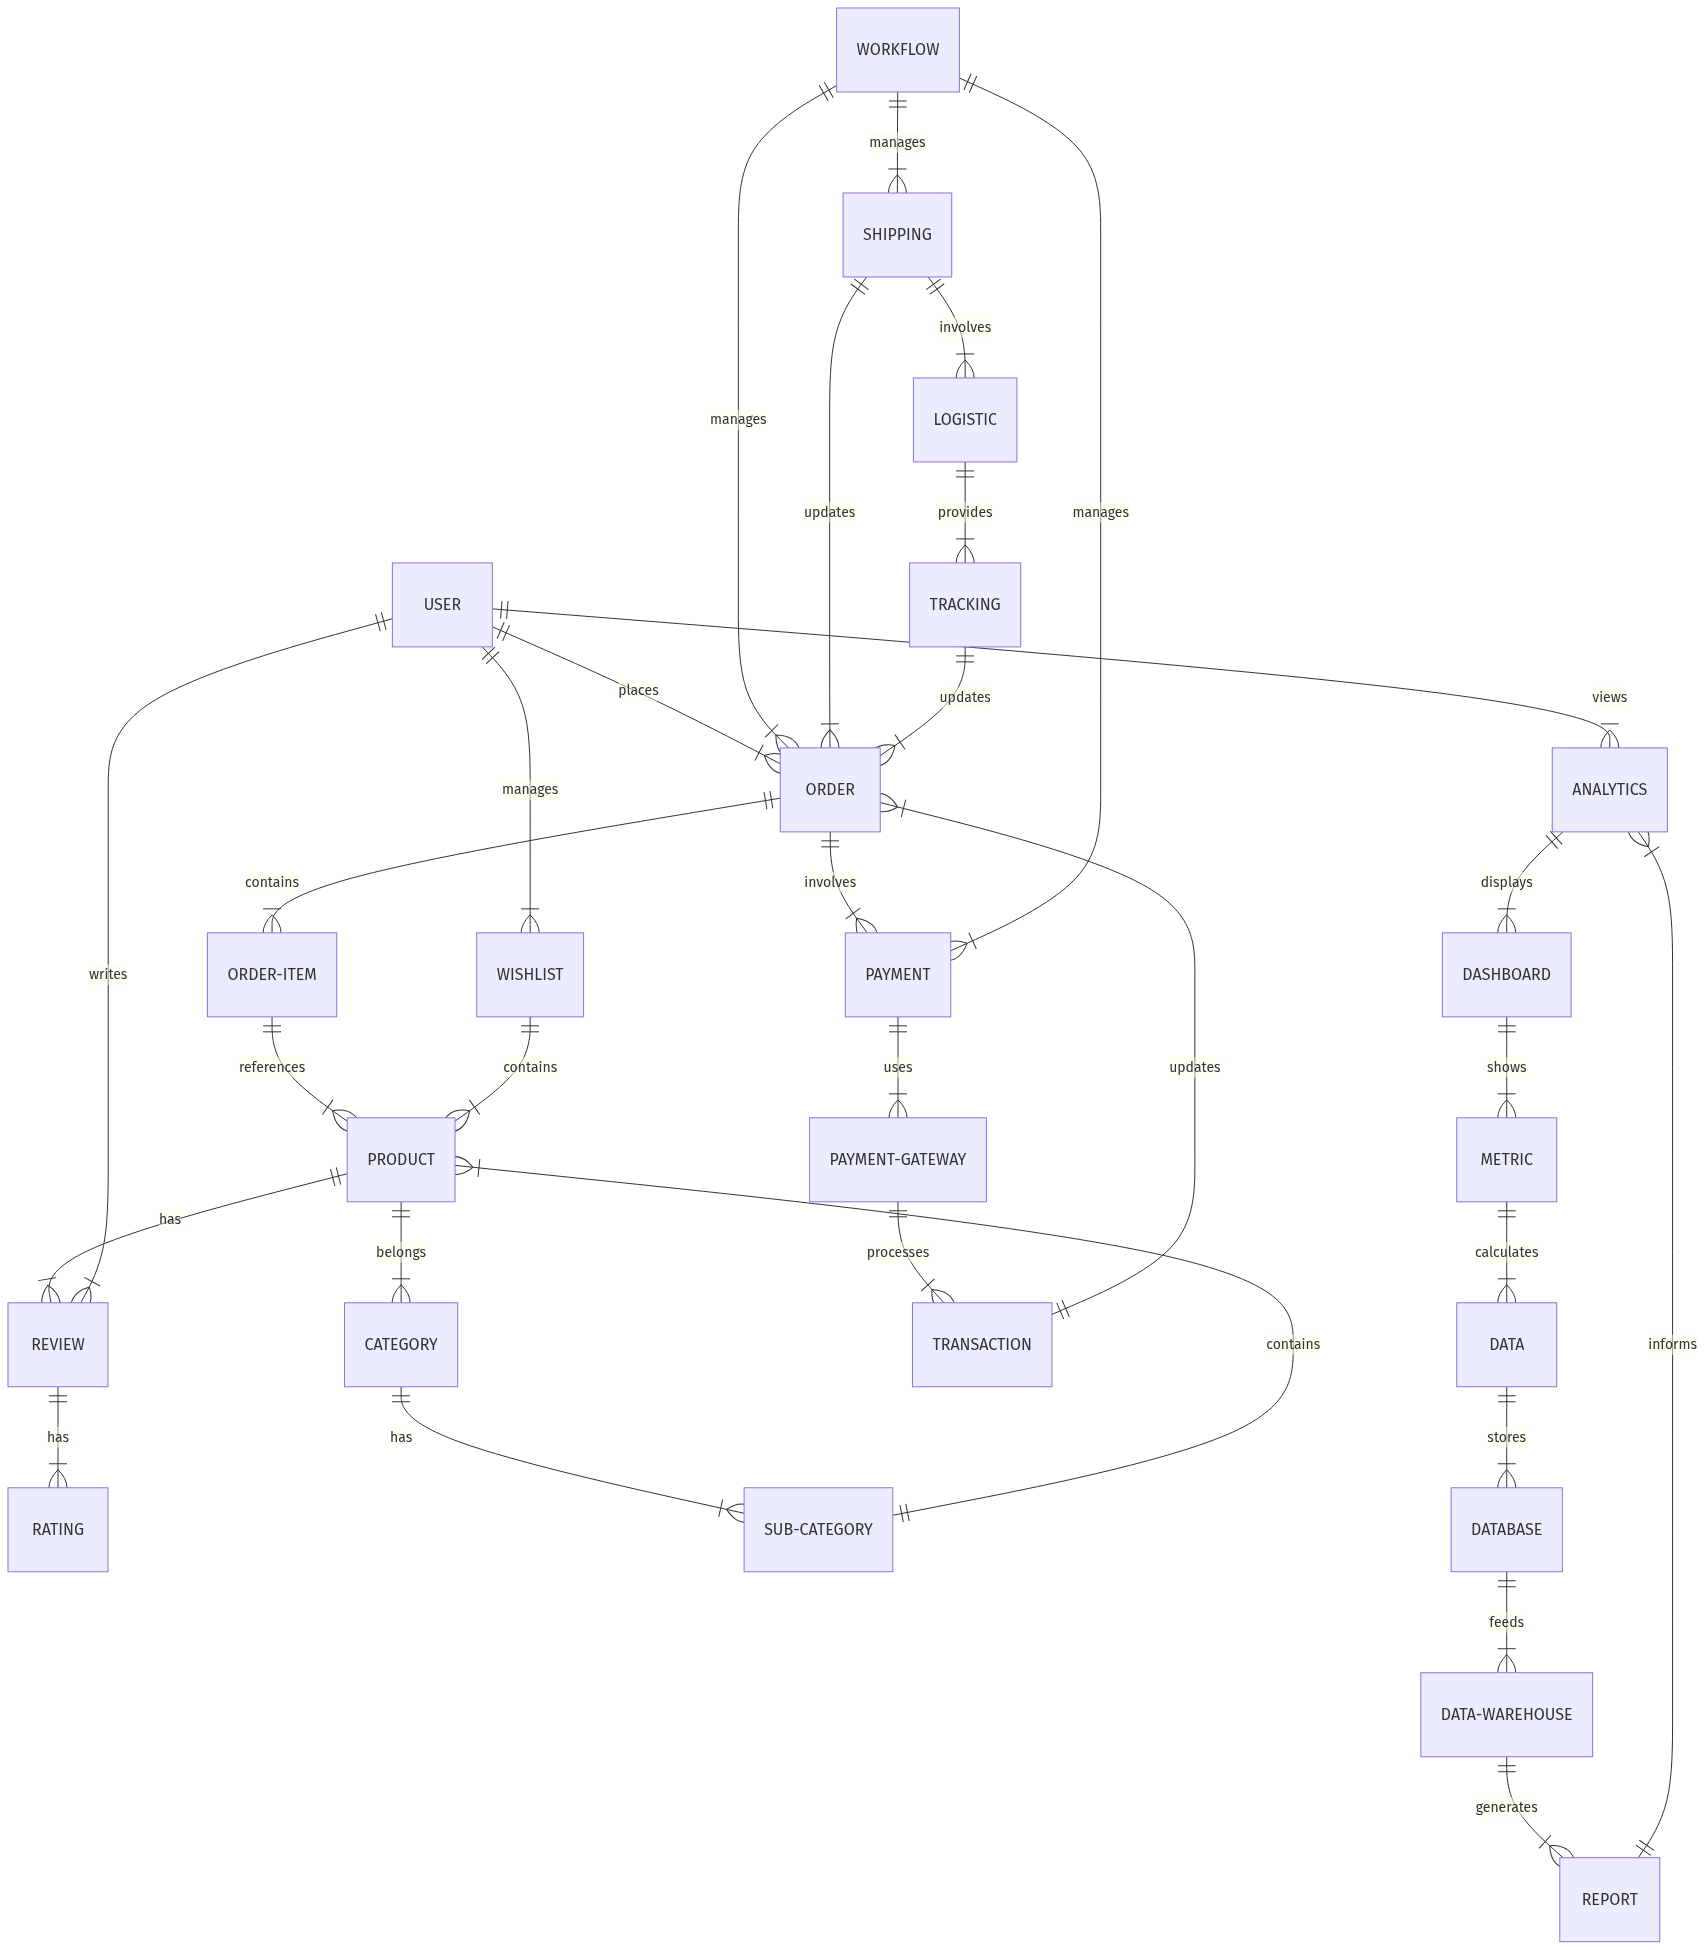 WORKFLOW
manages
SHIPPING
involves
manages
LOGISTIC
updates
provides
manages
USER
TRACKING
places
updates
views
manages
ORDER
ANALYTICS
contains
involves
displays
writes
ORDER-ITEM
WISHLIST
PAYMENT
DASHBOARD
references
contains
uses
updates
shows
PRODUCT
PAYMENT-GATEWAY
METRIC
has
belongs
processes
calculates
REVIEW
CATEGORY
TRANSACTION
contains
DATA
informs
has
has
stores
RATING
SUB-CATEGORY
DATABASE
feeds
DATA-WAREHOUSE
generates
REPORT